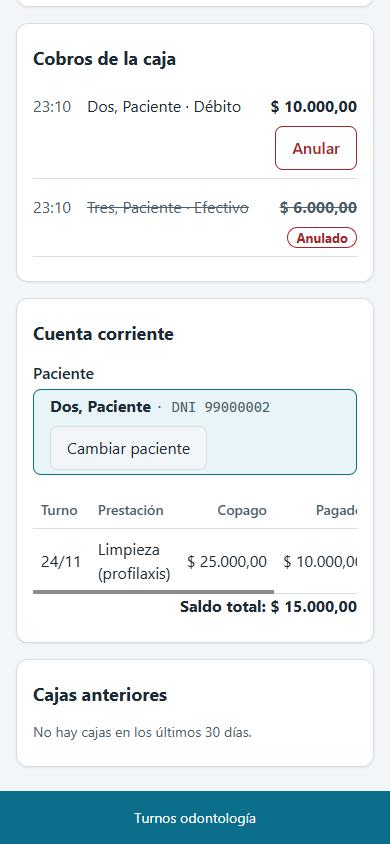 Cobros de la caja
23:10 Dos, Paciente · Débito $ 10.000,00
Anular
23:10 Tres, Paciente · Efectivo $ 6.000,00
Anulado
Cuenta corriente
Paciente
Dos, Paciente · DNI 99000002
Cambiar paciente
Turno Prestación Copago
24/11 Limpieza (profilaxis) $ 25.000,00 $ 10.000,0
Saldo total: $ 15.000,00
Cajas anteriores
No hay cajas en los últimos 30 días.
Turnos odontología